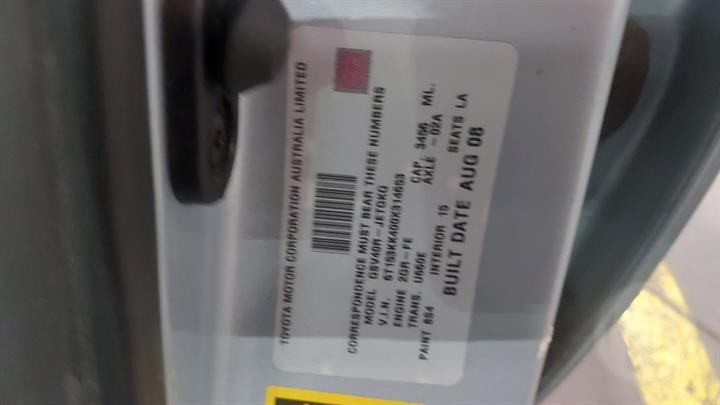 TOYOTA MOTOR CORPORATION AUSTRALIA LIMITED
CORRESPONDENCE MUST BEAR THESE NUMBERS
MODEL GSV40R-JETGKQ
V.I.N. 6T153KK400X314653
ENGINE 2GR-FE CAP. 3456 ML.
TRANS. U660E AXLE -02A
PAINT 8S4 INTERIOR 15 SEATS LA
BUILT DATE AUG 08